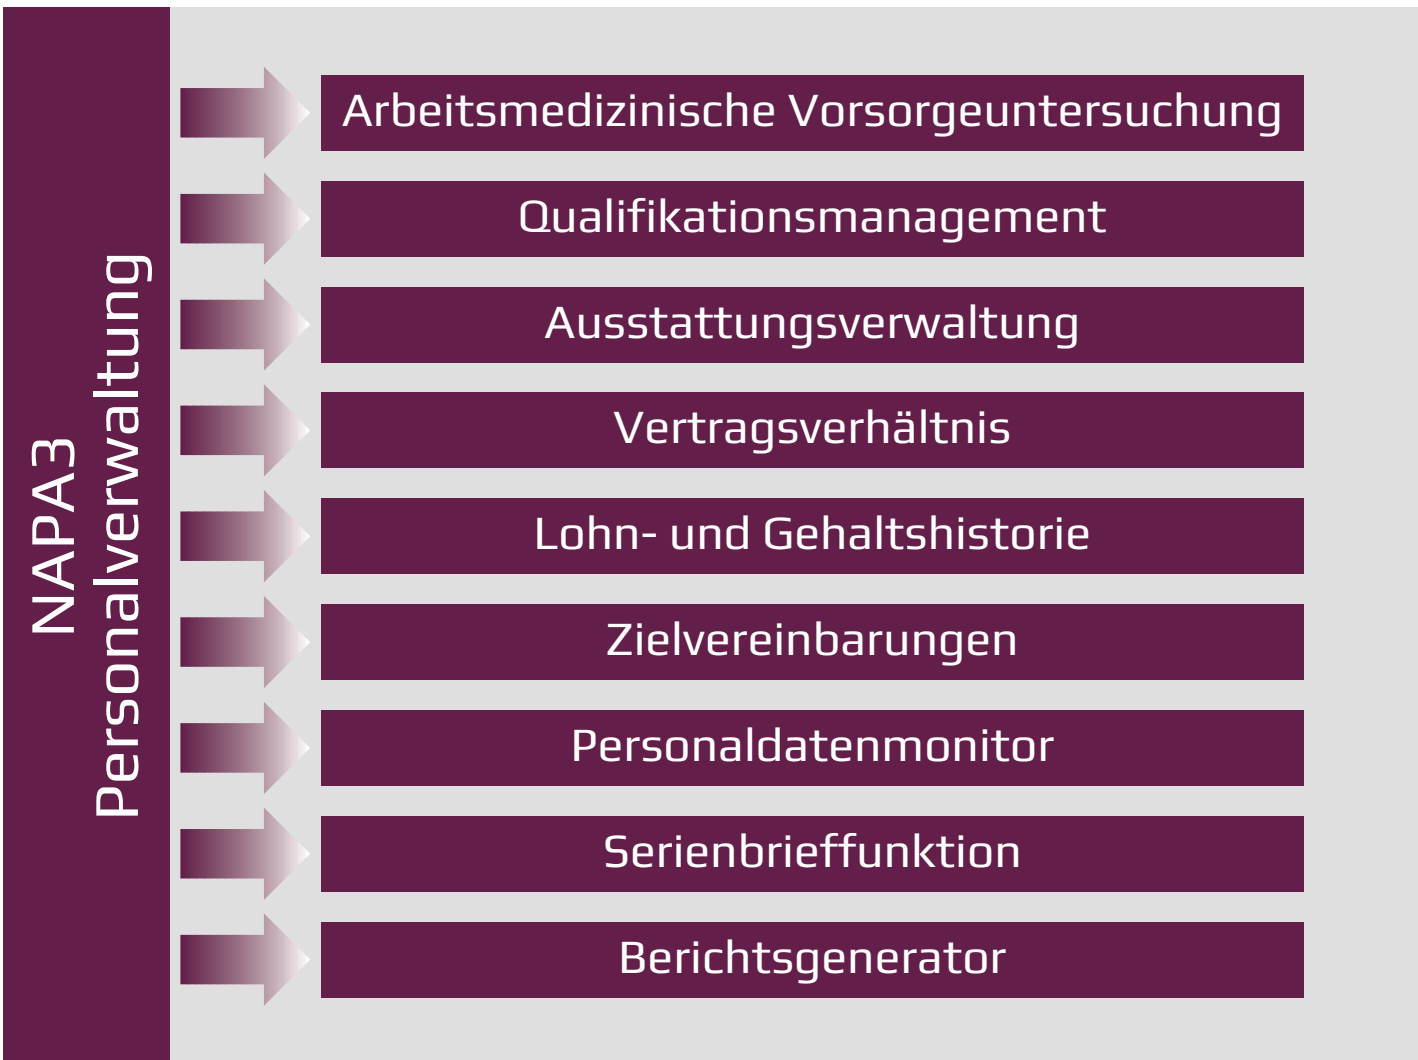 NAPA3
Personalverwaltung
Arbeitsmedizinische Vorsorgeuntersuchung
Qualifikationsmanagement
Ausstattungsverwaltung
Vertragsverhältnis
Lohn- und Gehaltshistorie
Zielvereinbarungen
Personaldatenmonitor
Serienbrieffunktion
Berichtsgenerator